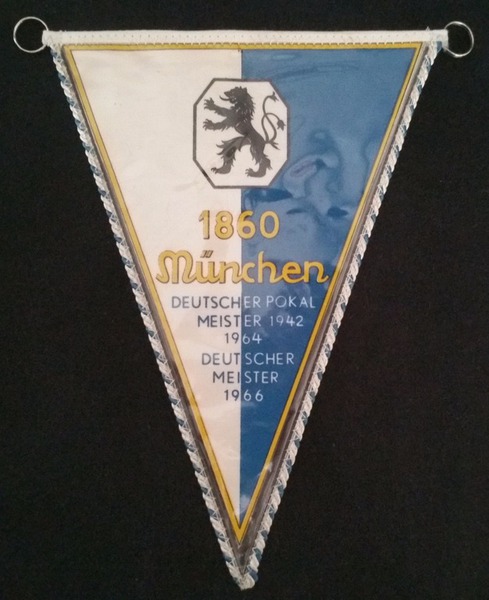 1860
München
DEUTSCHER POKAL
MEISTER 1942
1964
DEUTSCHER
MEISTER
1966